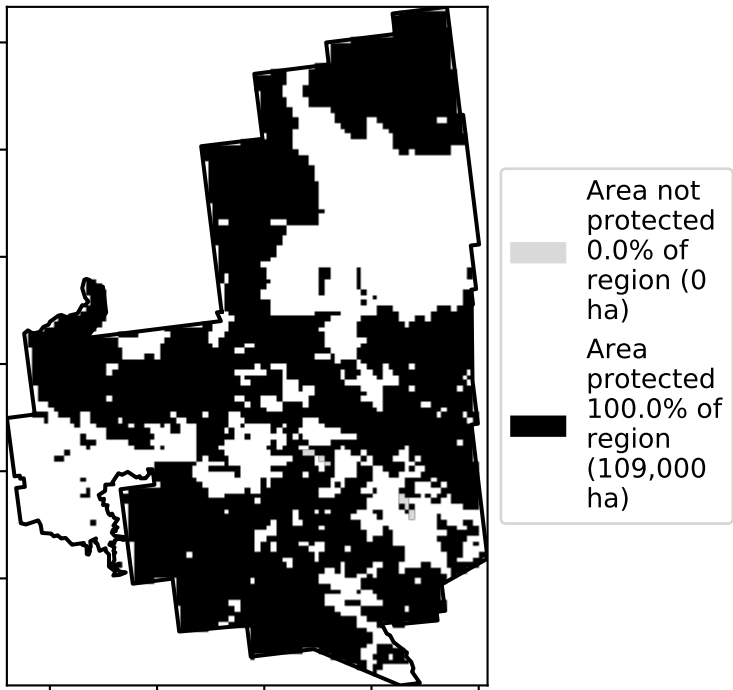 Area not
protected
0.0% of
region (0
ha)
Area
protected
100.0% of
region
(109,000
ha)